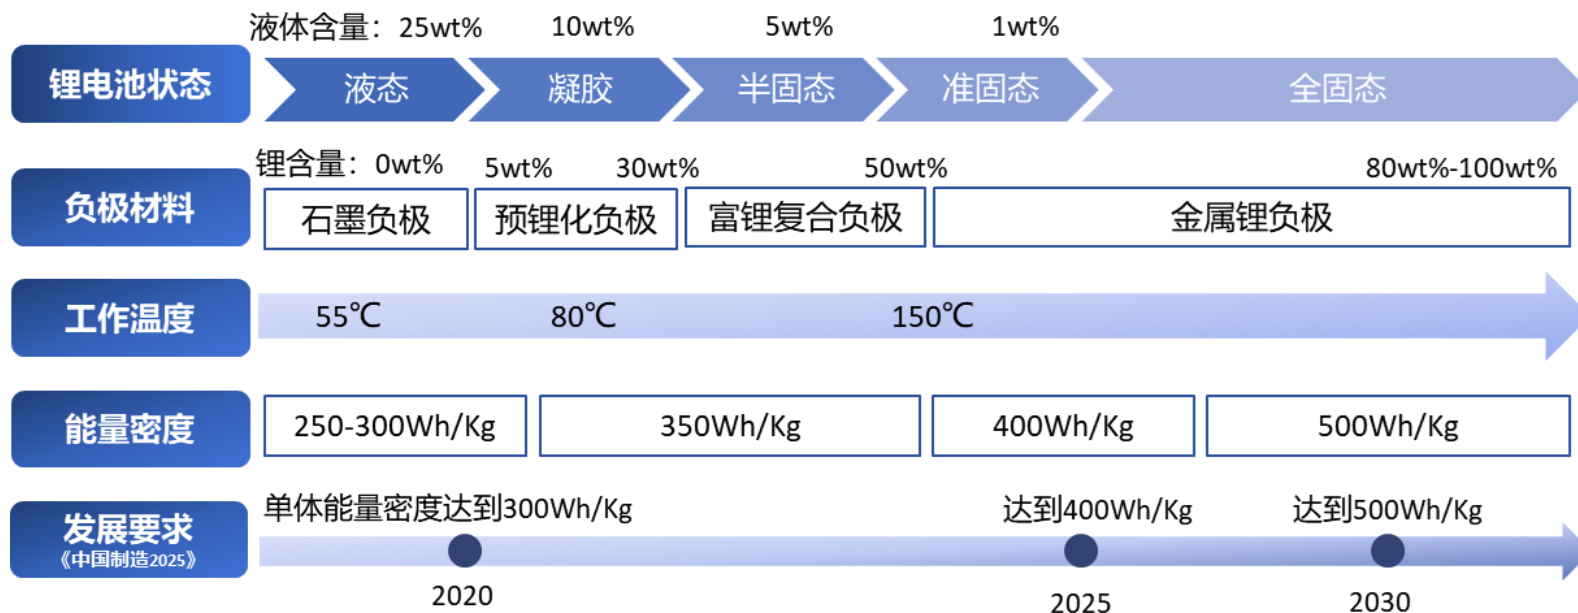 液体含量：25wt% 10wt% 5wt% 1wt%
锂电池状态 液态 凝胶 半固态 准固态 全固态
锂含量：0wt% 5wt% 30wt% 50wt% 80wt%-100wt%
负极材料 石墨负极 预锂化负极 富锂复合负极 金属锂负极
工作温度 55℃ 80℃ 150℃
能量密度 250-300Wh/Kg 350Wh/Kg 400Wh/Kg 500Wh/Kg
单体能量密度达到300Wh/Kg 达到400Wh/Kg 达到500Wh/Kg
发展要求
《中国制造2025》
2020 2025 2030